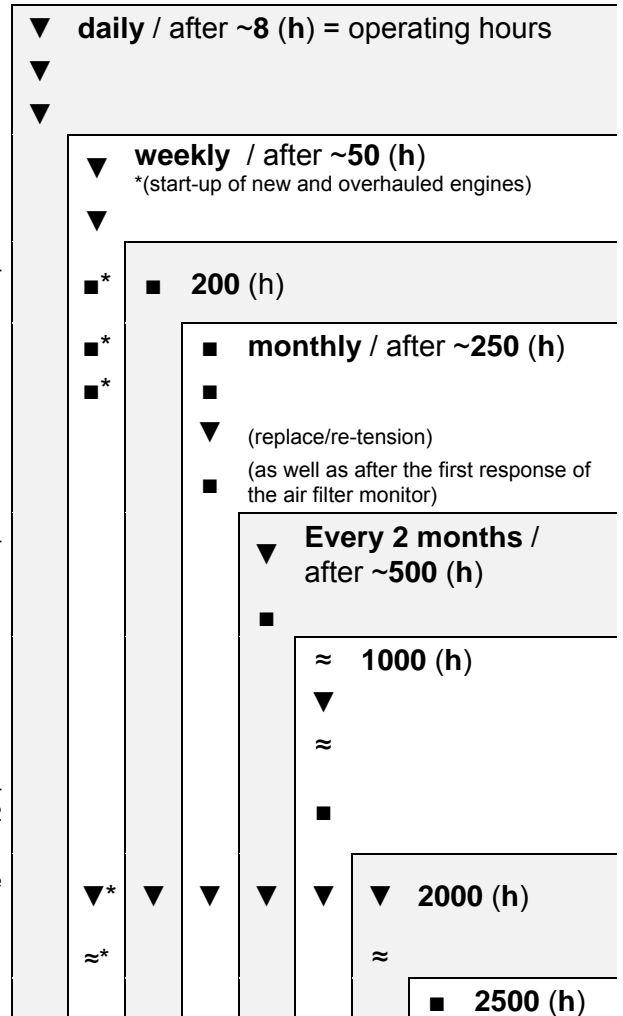 ▼ daily / after ~8 (h) = operating hours
▼
▼
▼ weekly / after ~50 (h)
*(start-up of new and overhauled engines)
▼
■* ■ 200 (h)
■* ■ monthly / after ~250 (h)
■* ■
▼ (replace/re-tension)
■ (as well as after the first response of
the air filter monitor)
▼ Every 2 months /
after ~500 (h)
■
≈ 1000 (h)
▼
≈
■
▼* ▼ ▼ ▼ ▼ ▼ 2000 (h)
≈* ≈
■ 2500 (h)